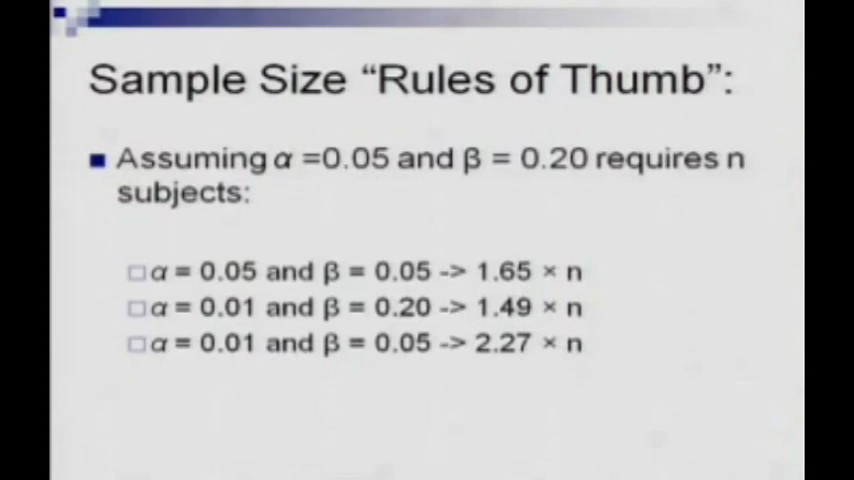 Sample Size “Rules of Thumb”:
Assuming α =0.05 and β = 0.20 requires n
subjects:
α = 0.05 and β = 0.05 -> 1.65 × n
α = 0.01 and β = 0.20 -> 1.49 × n
α = 0.01 and β = 0.05 -> 2.27 × n